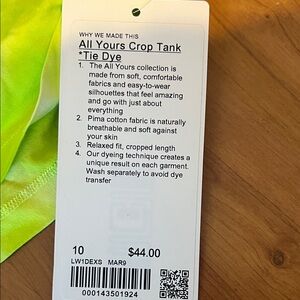 WHY WE MADE THIS
All Yours Crop Tank
*Tie Dye
1. The All Yours collection is
made from soft, comfortable
fabrics and easy-to-wear
silhouettes that feel amazing
and go with just about
everything
2. Pima cotton fabric is naturally
breathable and soft against
your skin
3. Relaxed fit, cropped length
4. Our dyeing technique creates a
unique result on each garment.
Wash separately to avoid dye
transfer
10 $44.00
LW1DEXS MAR9
000143501924